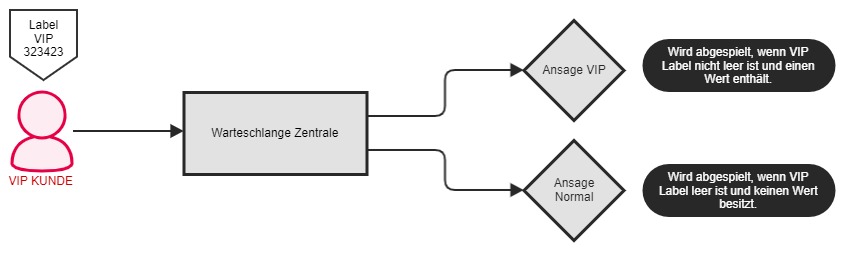 Label
VIP
323423
VIP KUNDE
Warteschlange Zentrale
Ansage VIP
Wird abgespielt, wenn VIP
Label nicht leer ist und einen
Wert enthält.
Ansage
Normal
Wird abgespielt, wenn VIP
Label leer ist und keinen Wert
besitzt.